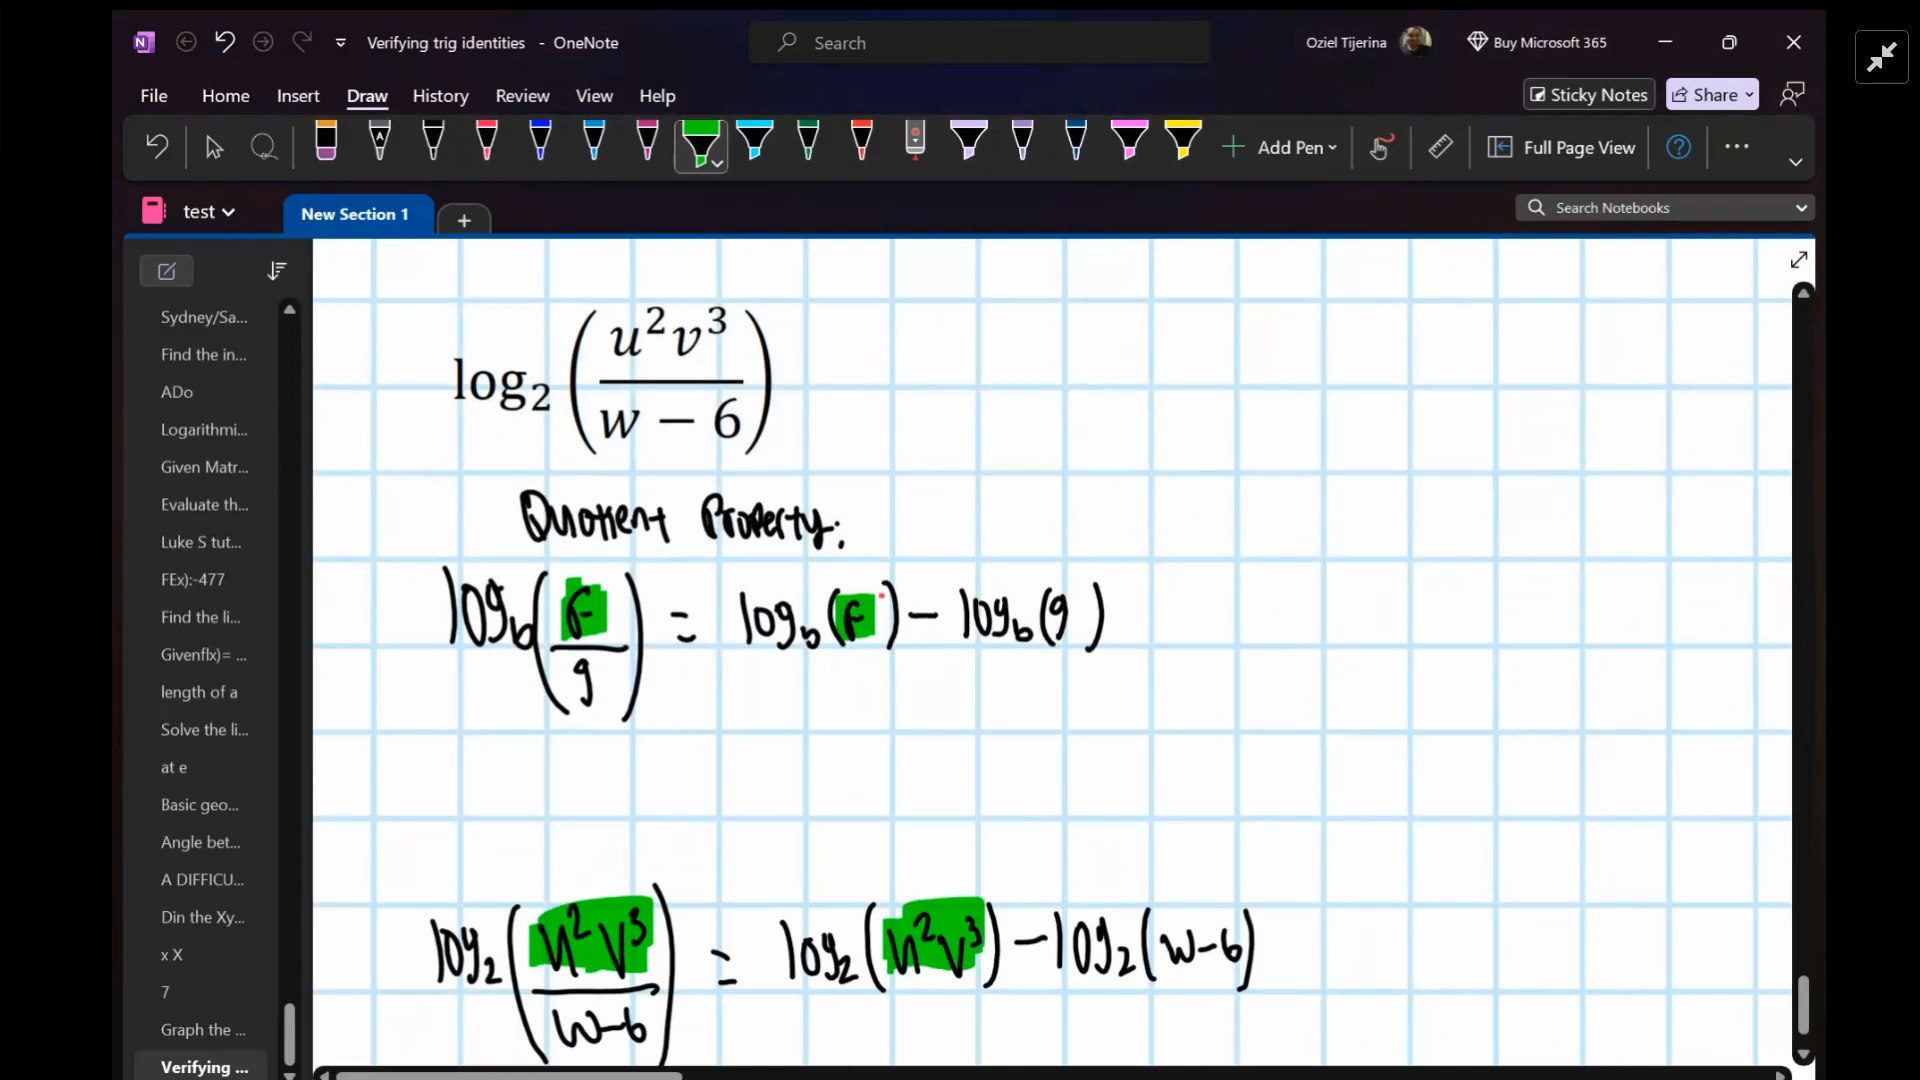 Verifying trig identities - OneNote
Search
Oziel Tijerina
Buy Microsoft 365
File Home Insert Draw History Review View Help
Sticky Notes
Share
Add Pen
Full Page View
test
New Section 1
+
Search Notebooks
Sydney/Sa...
Find the in...
ADo
Logarithmi...
Given Matr...
Evaluate th...
Luke S tut...
FEx):-477
Find the li...
Givenflx)= ...
length of a
Solve the li...
at e
Basic geo...
Angle bet...
A DIFFICU...
Din the Xy...
x X
7
Graph the ...
Verifying ...
log₂ (u²v³ / w − 6)
Quotient Property:
log_b (F / g) = log_b (F) − log_b (g)
log₂ (u²v³ / w−6) = log₂ (u²v³) − log₂ (w−6)